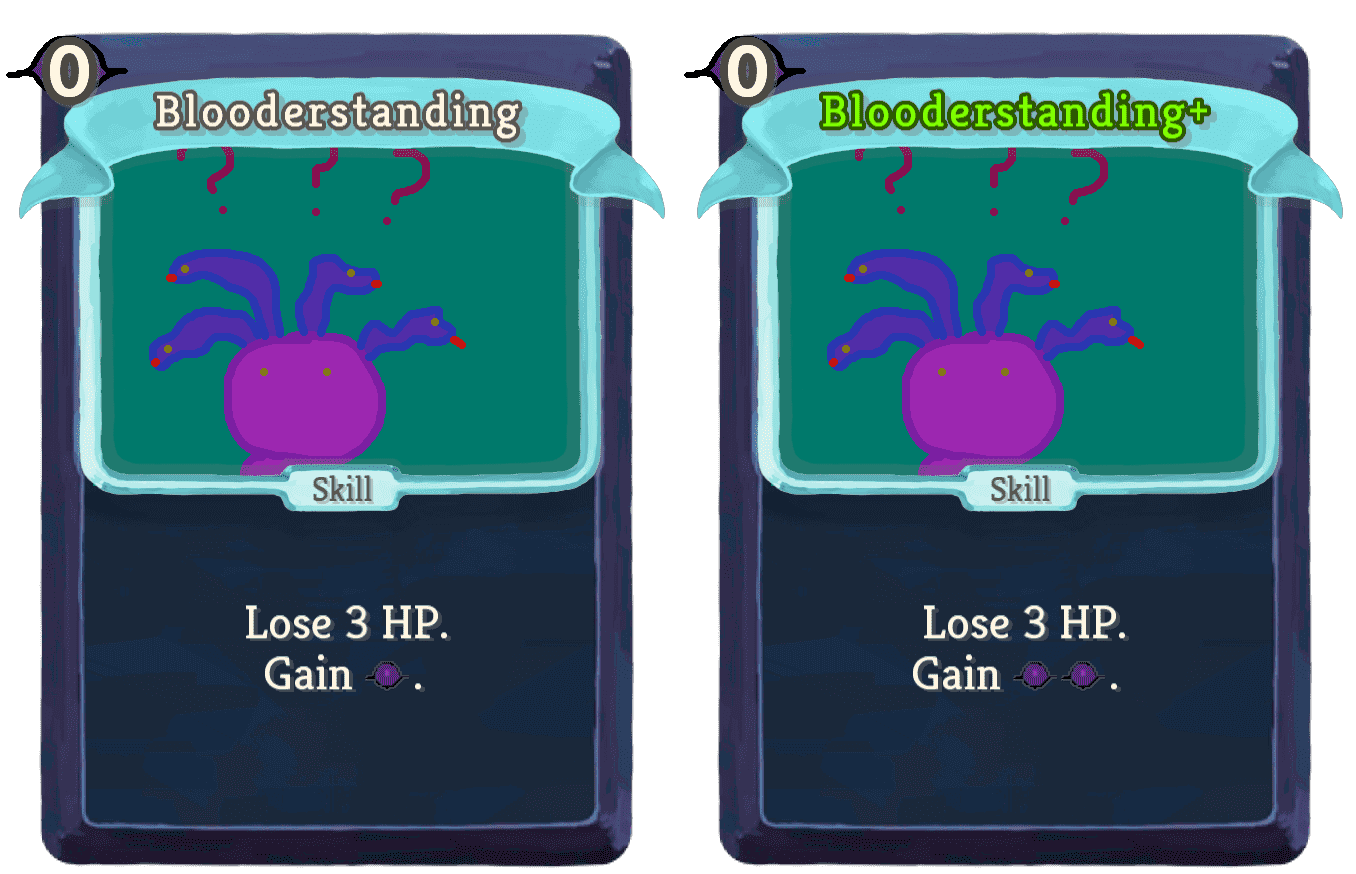 0
Blooderstanding
? ? ?
Skill
Lose 3 HP.
Gain .
0
Blooderstanding+
? ? ?
Skill
Lose 3 HP.
Gain .